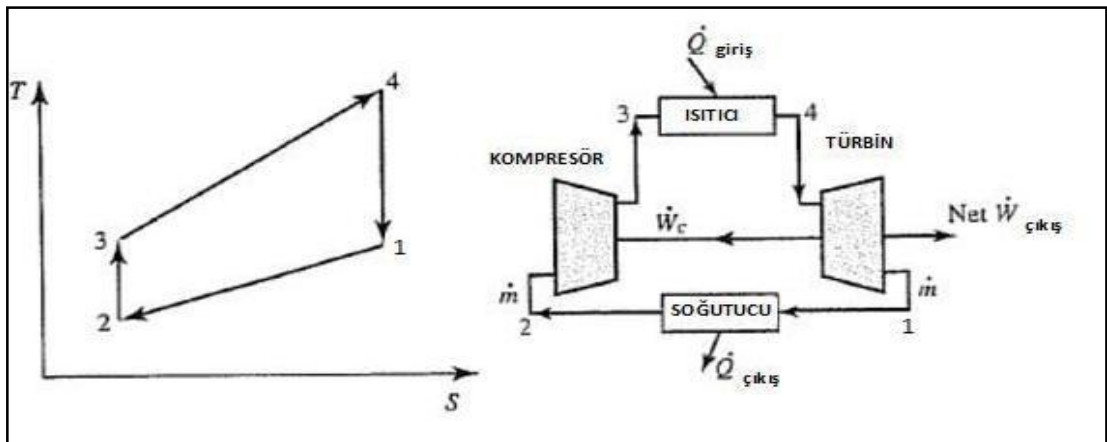 T
4
3
1
2
S
Q̇ giriş
3
ISITICI
4
KOMPRESÖR
TÜRBİN
Ẇc
Net Ẇ çıkış
ṁ
ṁ
2
SOĞUTUCU
1
Q̇ çıkış